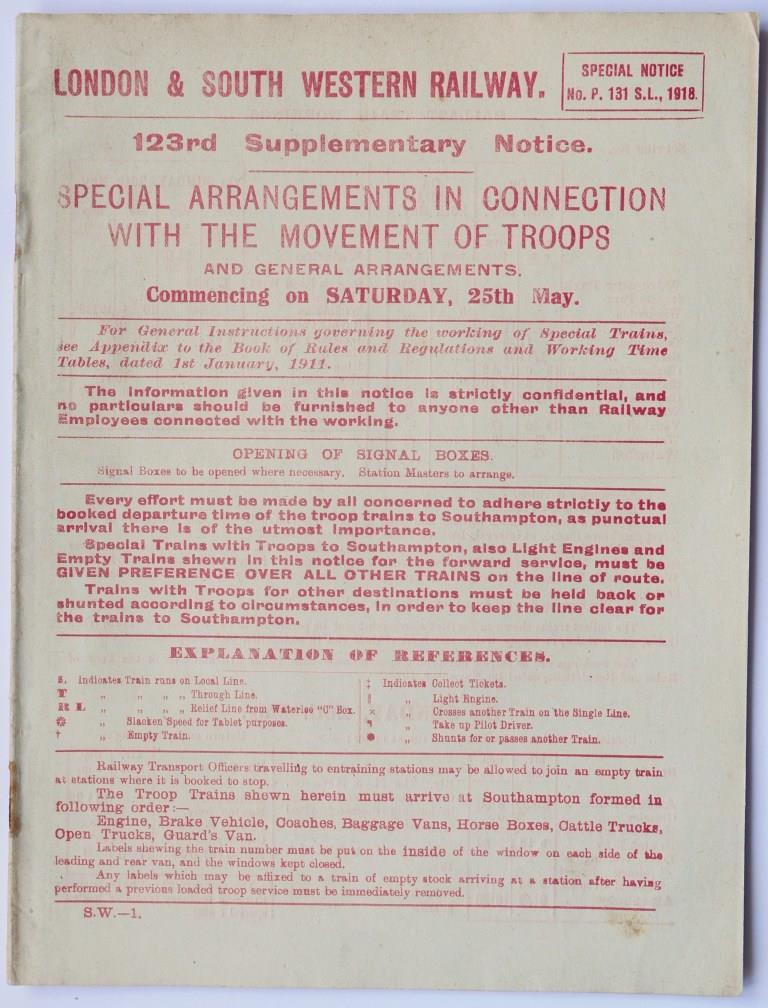 LONDON & SOUTH WESTERN RAILWAY.
SPECIAL NOTICE
No. P. 131 S.L., 1918.
123rd Supplementary Notice.
SPECIAL ARRANGEMENTS IN CONNECTION
WITH THE MOVEMENT OF TROOPS
AND GENERAL ARRANGEMENTS.
Commencing on SATURDAY, 25th May.
For General Instructions governing the working of Special Trains,
see Appendix to the Book of Rules and Regulations and Working Time
Tables, dated 1st January, 1911.
The information given in this notice is strictly confidential, and
no particulars should be furnished to anyone other than Railway
Employees connected with the working.
OPENING OF SIGNAL BOXES.
Signal Boxes to be opened where necessary. Station Masters to arrange.
Every effort must be made by all concerned to adhere strictly to the
booked departure time of the troop trains to Southampton, as punctual
arrival there is of the utmost importance.
Special Trains with Troops to Southampton, also Light Engines and
Empty Trains shewn in this notice for the forward service, must be
GIVEN PREFERENCE OVER ALL OTHER TRAINS on the line of route.
Trains with Troops for other destinations must be held back or
shunted according to circumstances, in order to keep the line clear for
the trains to Southampton.
EXPLANATION OF REFERENCES.
L. Indicates Train runs on Local Line.
T „ „ „ „ Through Line.
R L „ „ „ „ Relief Line from Waterloo "C" Box.
✽ „ Slacken Speed for Tablet purposes.
† „ Empty Train.
‡ Indicates Collect Tickets.
‖ „ Light Engine.
× „ Crosses another Train on the Single Line.
¶ „ Take up Pilot Driver.
● „ Shunts for or passes another Train.
Railway Transport Officers travelling to entraining stations may be allowed to join an empty train
at stations where it is booked to stop.
The Troop Trains shewn herein must arrive at Southampton formed in
following order :—
Engine, Brake Vehicle, Coaches, Baggage Vans, Horse Boxes, Cattle Trucks,
Open Trucks, Guard's Van.
Labels shewing the train number must be put on the inside of the window on each side of the
leading and rear van, and the windows kept closed.
Any labels which may be affixed to a train of empty stock arriving at a station after having
performed a previous loaded troop service must be immediately removed.
S.W.—1.